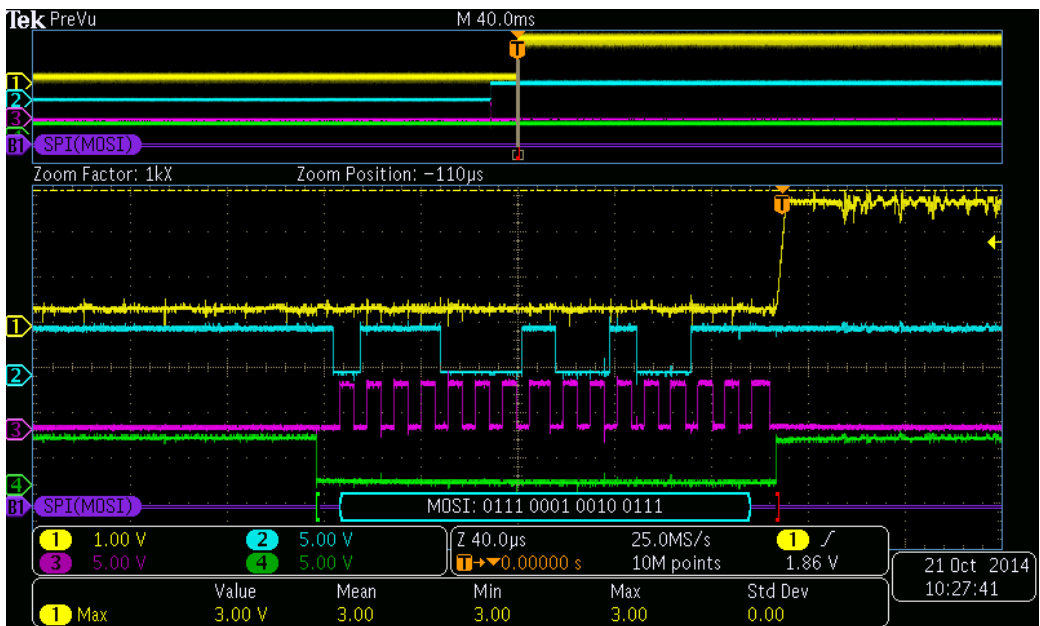 Tek PreVu M 40.0ms
T
1
2
3
B1 SPI(MOSI)
Zoom Factor: 1kX Zoom Position: −110µs
T
1
2
3
4
B1 SPI(MOSI) MOSI: 0111 0001 0010 0111
1 1.00 V 2 5.00 V Z 40.0µs 25.0MS/s 1
3 5.00 V 4 5.00 V T→▼0.00000 s 10M points 1.86 V
21 Oct 2014
10:27:41
Value Mean Min Max Std Dev
1 Max 3.00 V 3.00 3.00 3.00 0.00